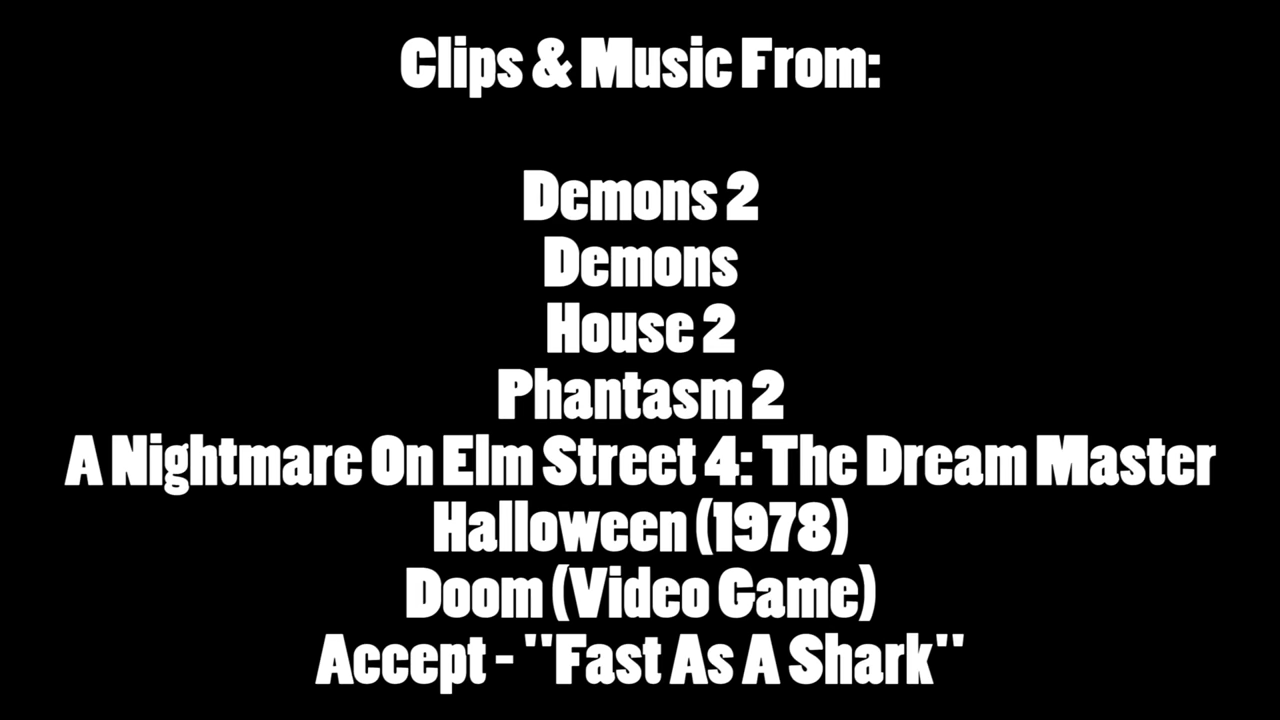 Clips & Music From:
Demons 2
Demons
House 2
Phantasm 2
A Nightmare On Elm Street 4: The Dream Master
Halloween (1978)
Doom (Video Game)
Accept - "Fast As A Shark"